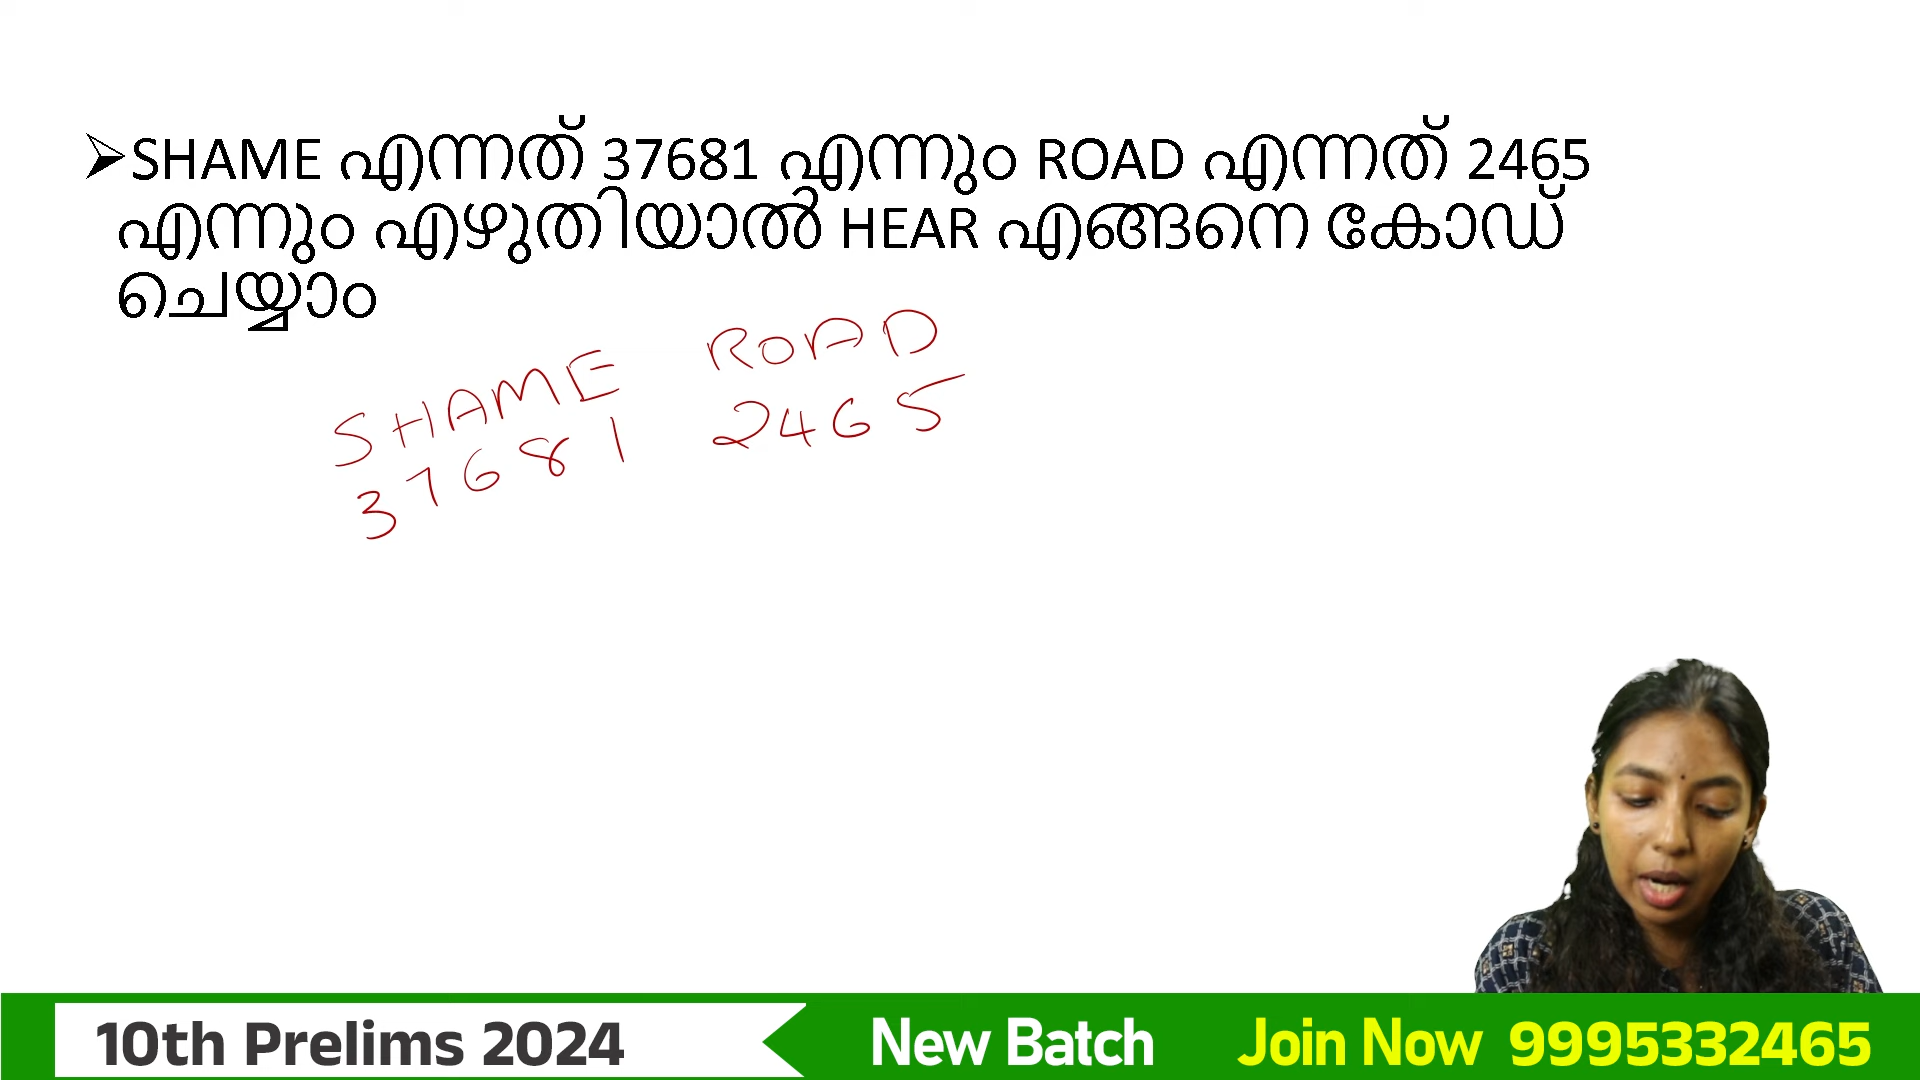 ➢SHAME എന്നത് 37681 എന്നും ROAD എന്നത് 2465
എന്നും എഴുതിയാൽ HEAR എങ്ങനെ കോഡ്
ചെയ്യാം
SHAME ROAD
37681 2465
10th Prelims 2024 New Batch Join Now 9995332465